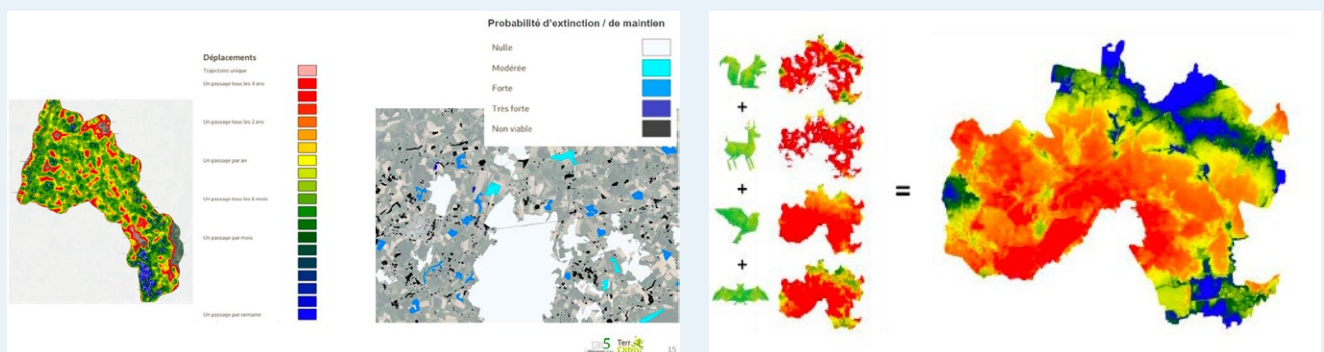 Déplacements
Trajectoire unique
Un passage tous les 4 ans
Un passage tous les 2 ans
Un passage par an
Un passage tous les 6 mois
Un passage par mois
Un passage par semaine
Probabilité d'extinction / de maintien
Nulle
Modérée
Forte
Très forte
Non viable
5
Terr
15
+
+
+
=